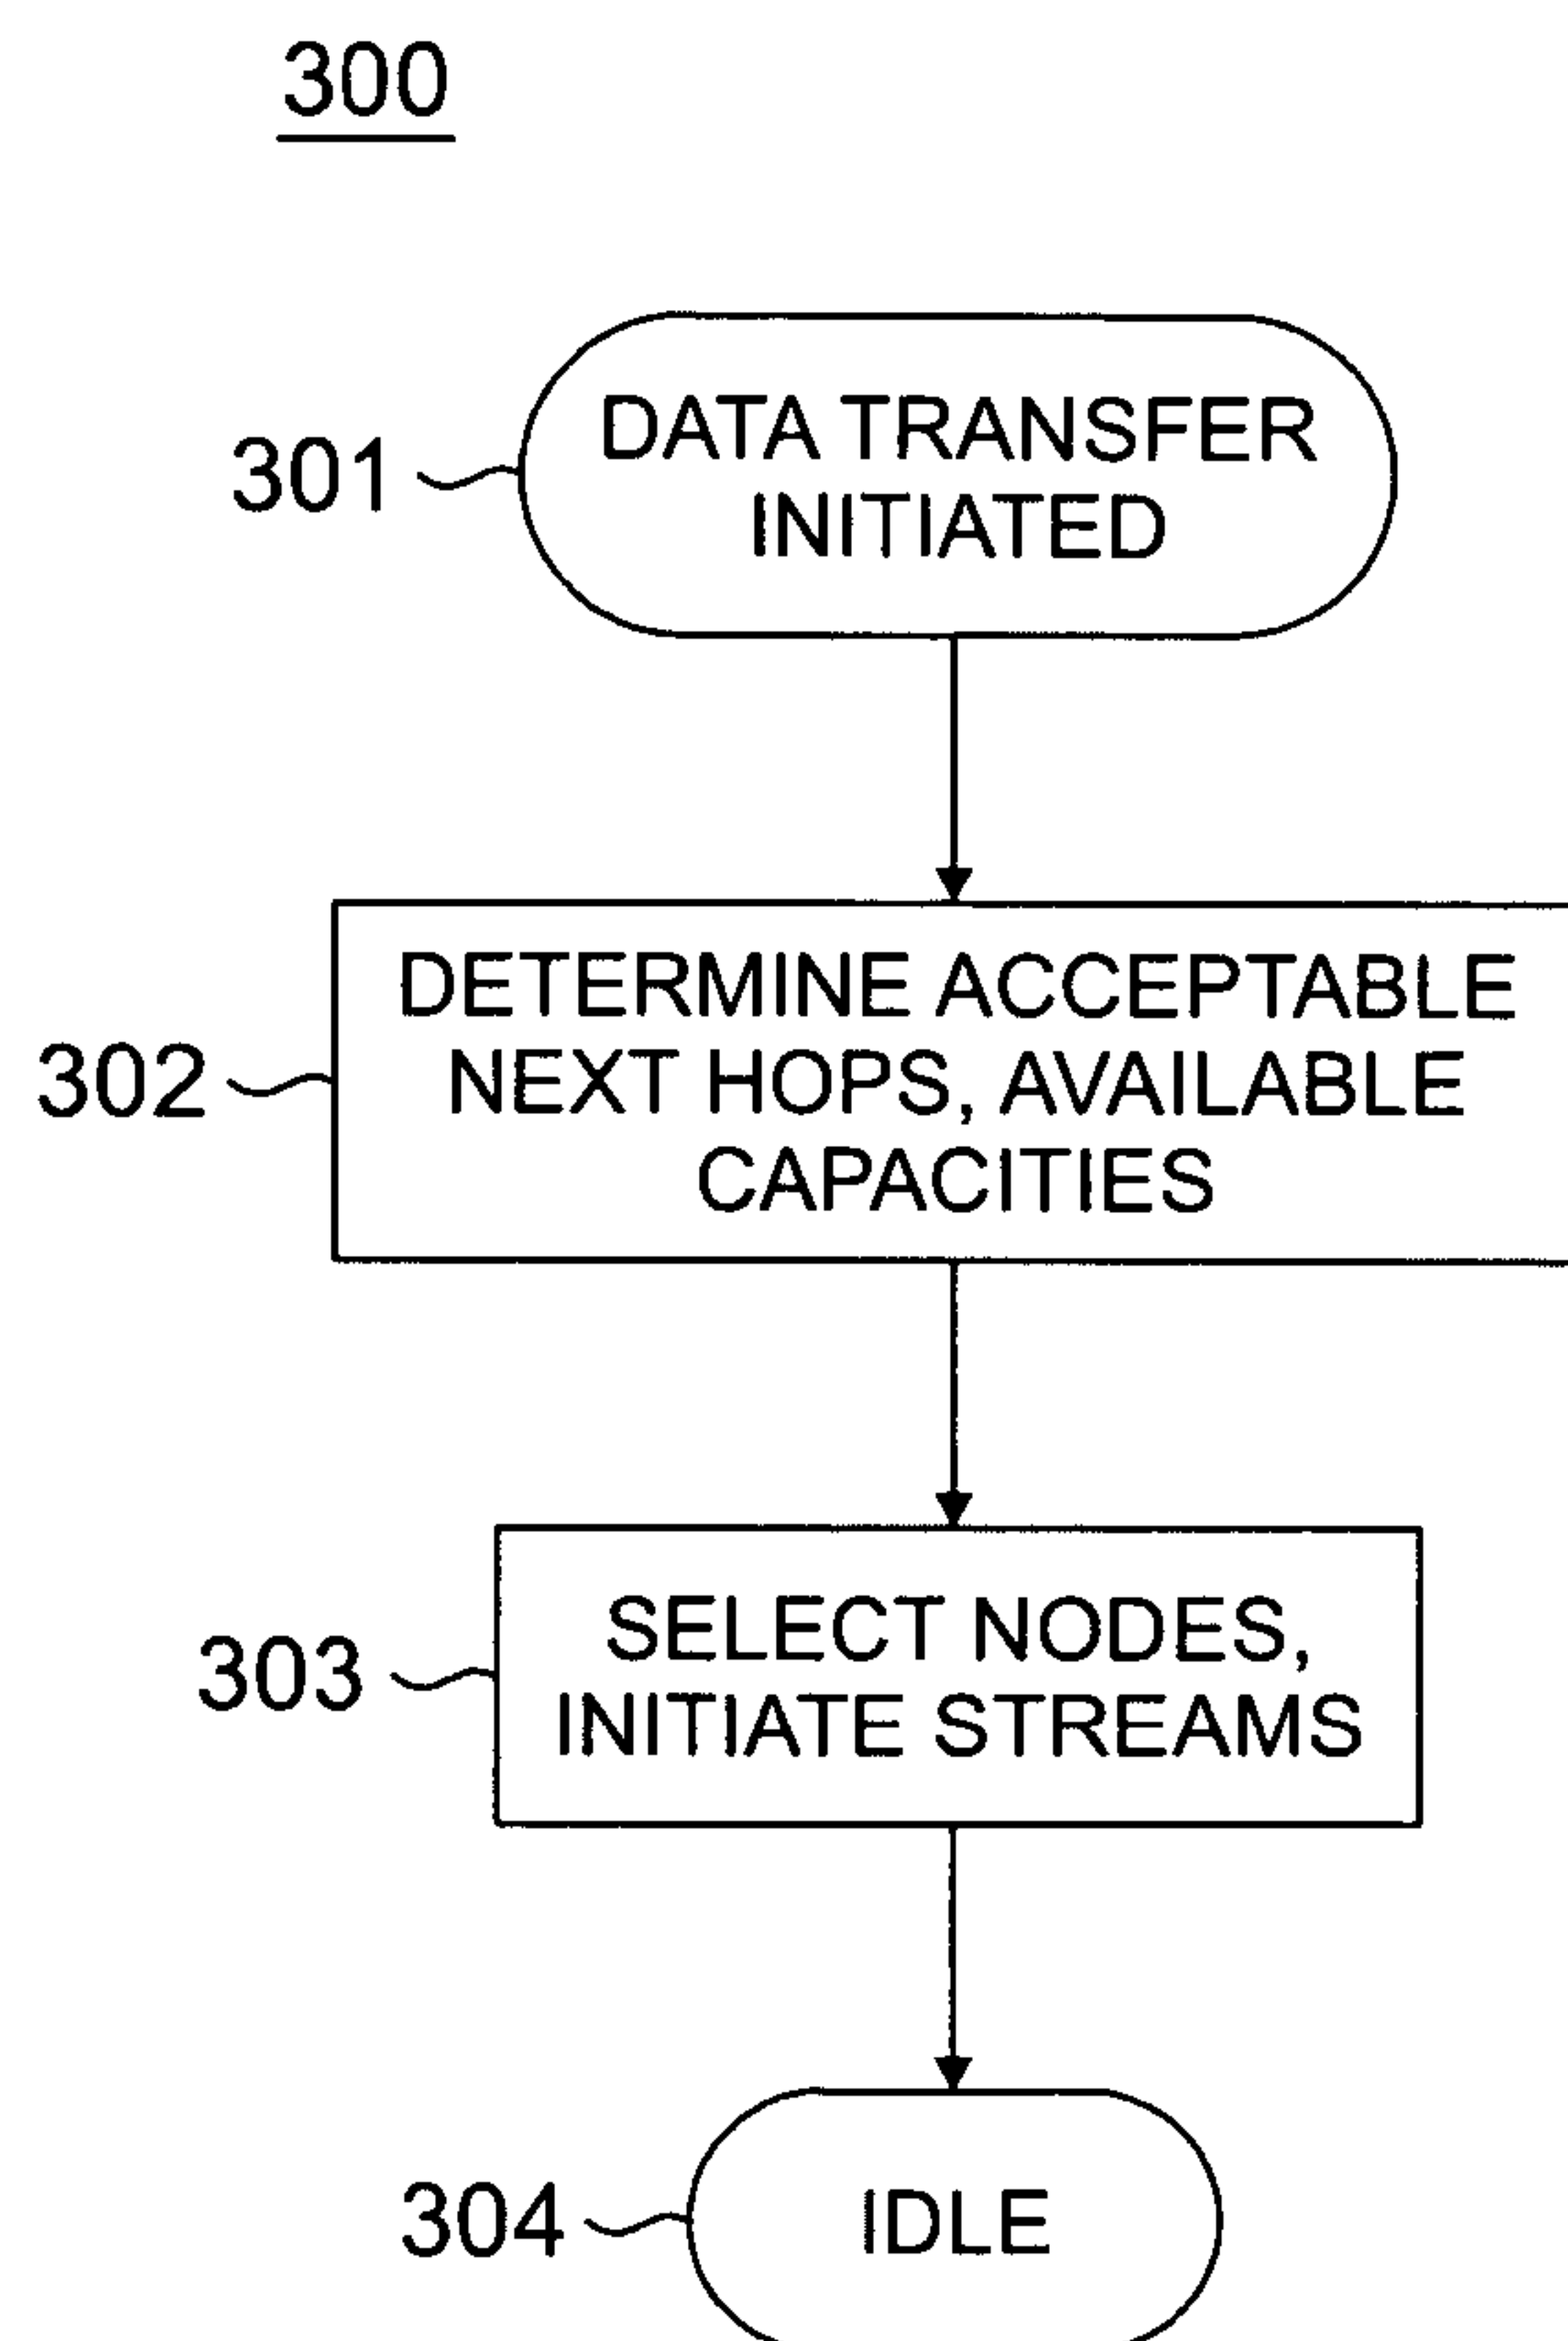 300
301
DATA TRANSFER
INITIATED
302
DETERMINE ACCEPTABLE
NEXT HOPS, AVAILABLE
CAPACITIES
303
SELECT NODES,
INITIATE STREAMS
304
IDLE